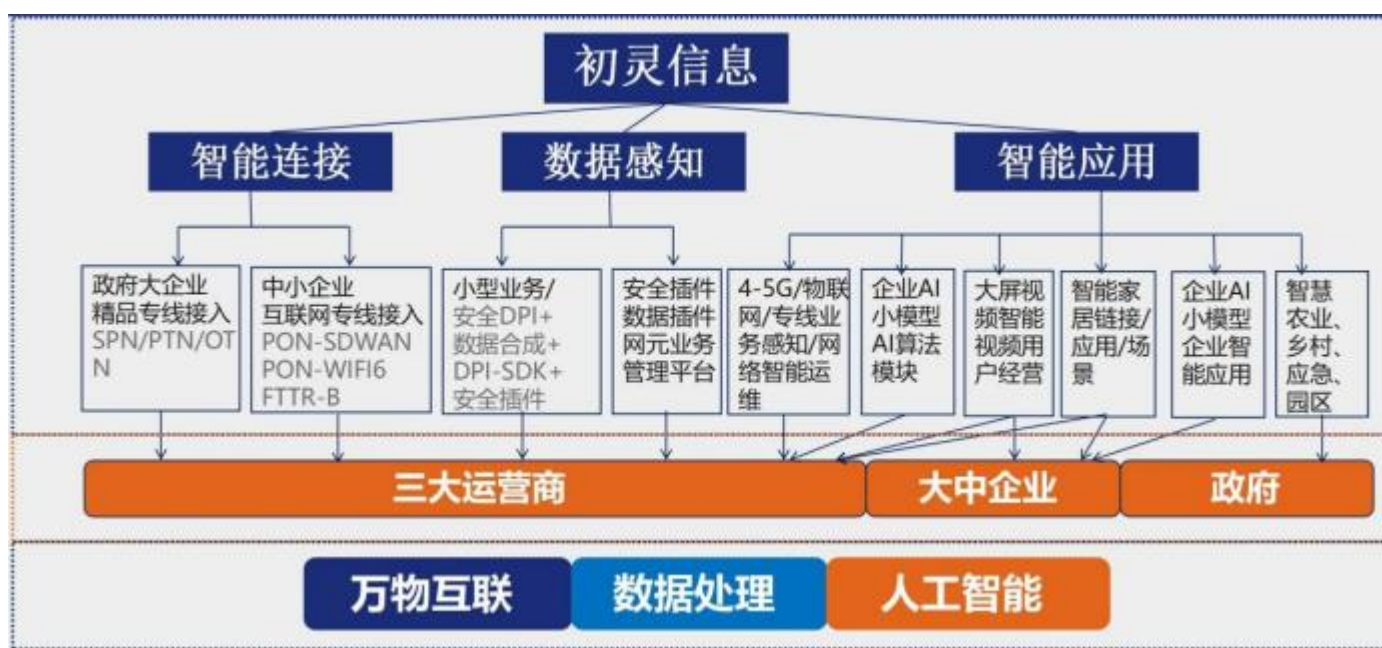 初灵信息
智能连接
数据感知
智能应用
政府大企业
精品专线接入
SPN/PTN/OT
N
中小企业
互联网专线接入
PON-SDWAN
PON-WIFI6
FTTR-B
小型业务/
安全DPI+
数据合成+
DPI-SDK+
安全插件
安全插件
数据插件
网元业务
管理平台
4-5G/物联
网/专线业
务感知/网
络智能运
维
企业AI
小模型
AI算法
模块
大屏视
频智能
视频用
户经营
智能家
居链接/
应用/场
景
企业AI
小模型
企业智
能应用
智慧
农业、
乡村、
应急、
园区
三大运营商
大中企业
政府
万物互联
数据处理
人工智能